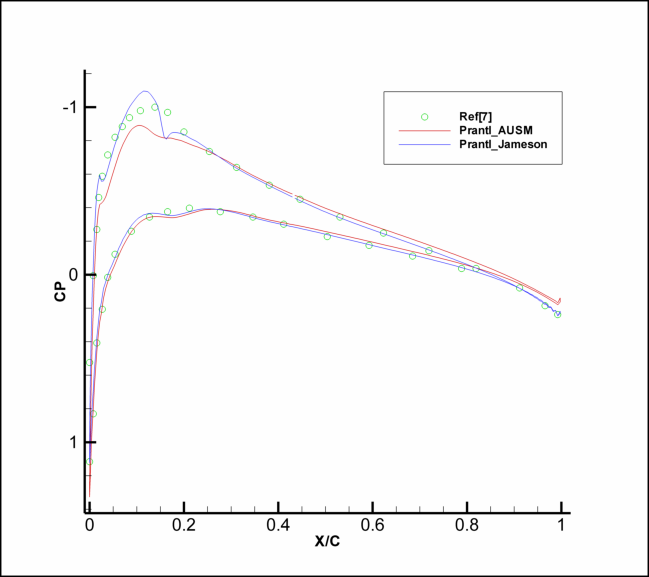 -1
Ref[7]
Prantl_AUSM
Prantl_Jameson
0
CP
1
0
0.2
0.4
0.6
0.8
1
X/C